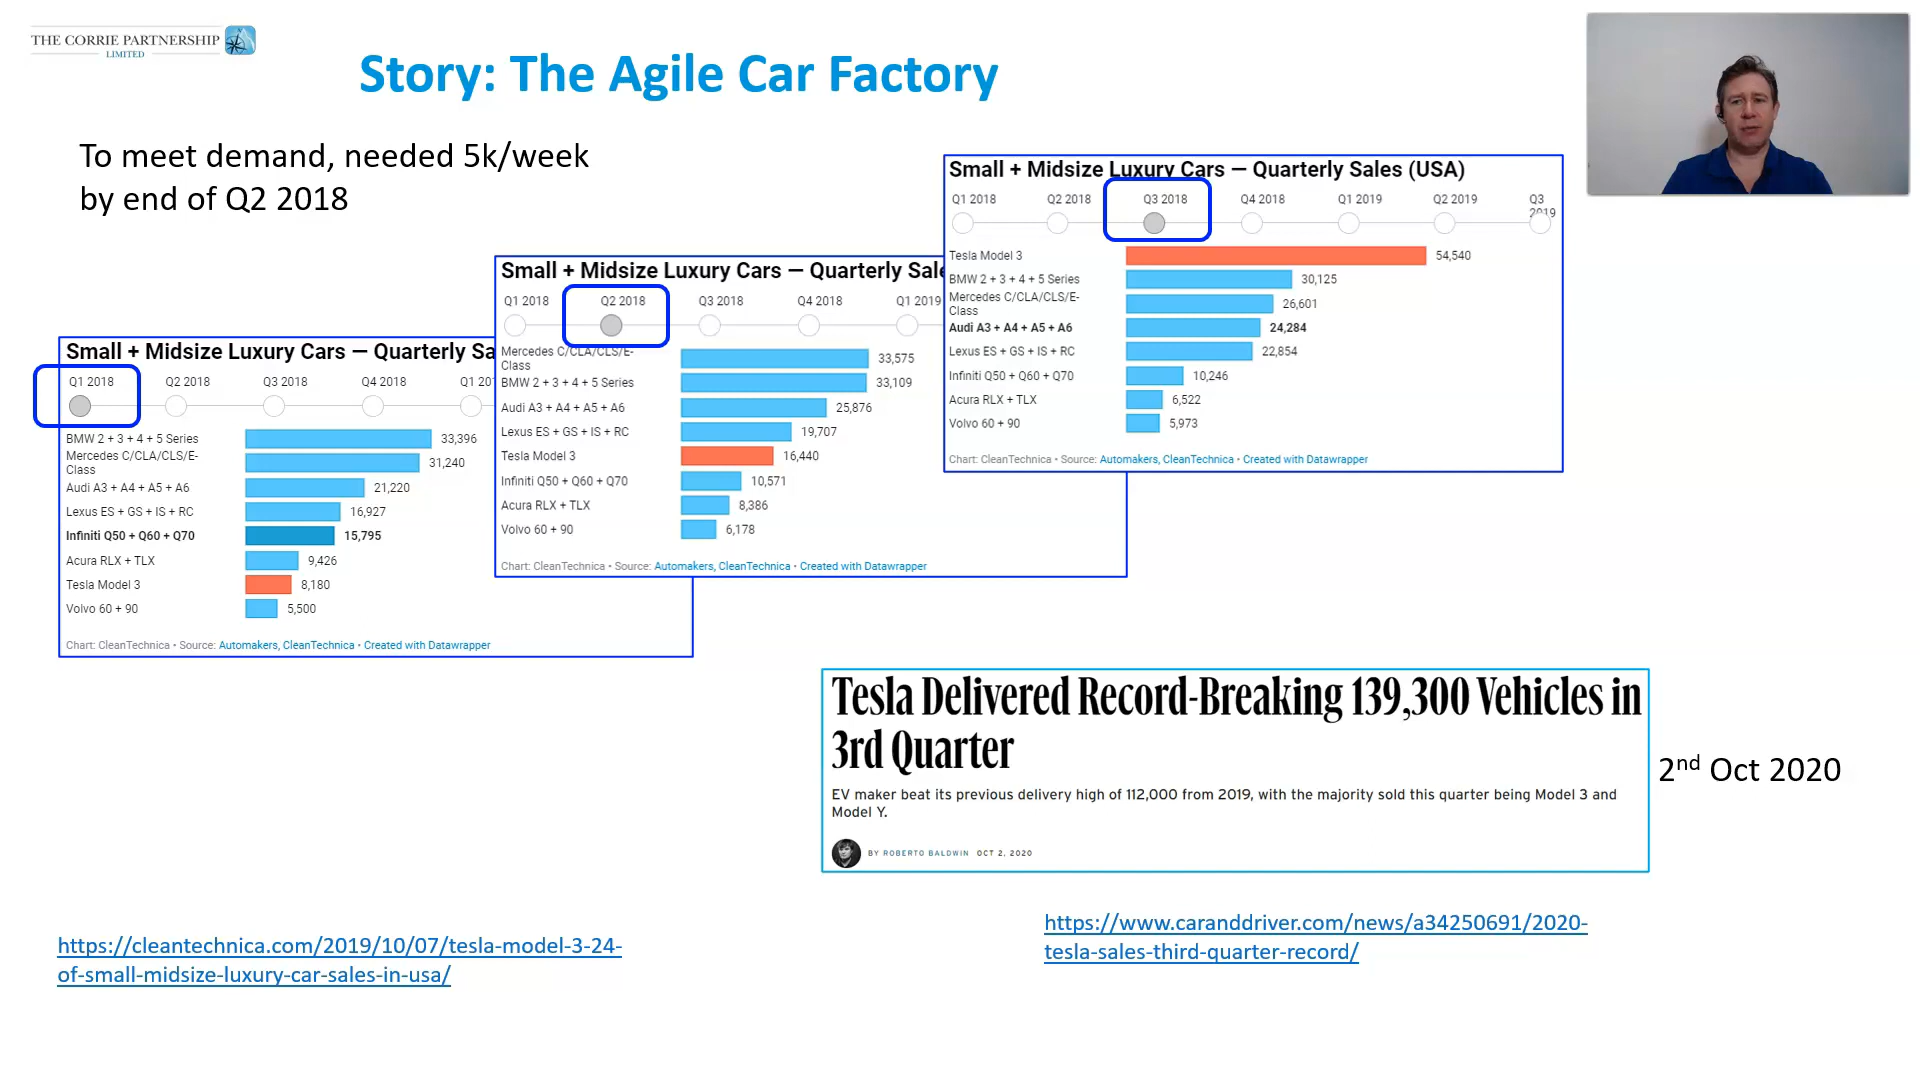 THE CORRIE PARTNERSHIP
LIMITED
Story: The Agile Car Factory
To meet demand, needed 5k/week
by end of Q2 2018
Small + Midsize Luxury Cars — Quarterly Sa
Q1 2018 Q2 2018 Q3 2018 Q4 2018 Q1 201
BMW 2 + 3 + 4 + 5 Series 33,396
Mercedes C/CLA/CLS/E-
Class 31,240
Audi A3 + A4 + A5 + A6 21,220
Lexus ES + GS + IS + RC 16,927
Infiniti Q50 + Q60 + Q70 15,795
Acura RLX + TLX 9,426
Tesla Model 3 8,180
Volvo 60 + 90 5,500
Chart: CleanTechnica • Source: Automakers, CleanTechnica • Created with Datawrapper
Small + Midsize Luxury Cars — Quarterly Sale
Q1 2018 Q2 2018 Q3 2018 Q4 2018 Q1 2019
Mercedes C/CLA/CLS/E-
Class 33,575
BMW 2 + 3 + 4 + 5 Series 33,109
Audi A3 + A4 + A5 + A6 25,876
Lexus ES + GS + IS + RC 19,707
Tesla Model 3 16,440
Infiniti Q50 + Q60 + Q70 10,571
Acura RLX + TLX 8,386
Volvo 60 + 90 6,178
Chart: CleanTechnica • Source: Automakers, CleanTechnica • Created with Datawrapper
Small + Midsize Luxury Cars — Quarterly Sales (USA)
Q1 2018 Q2 2018 Q3 2018 Q4 2018 Q1 2019 Q2 2019 Q3
2019
Tesla Model 3 54,540
BMW 2 + 3 + 4 + 5 Series 30,125
Mercedes C/CLA/CLS/E-
Class 26,601
Audi A3 + A4 + A5 + A6 24,284
Lexus ES + GS + IS + RC 22,854
Infiniti Q50 + Q60 + Q70 10,246
Acura RLX + TLX 6,522
Volvo 60 + 90 5,973
Chart: CleanTechnica • Source: Automakers, CleanTechnica • Created with Datawrapper
Tesla Delivered Record-Breaking 139,300 Vehicles in
3rd Quarter
EV maker beat its previous delivery high of 112,000 from 2019, with the majority sold this quarter being Model 3 and
Model Y.
BY ROBERTO BALDWIN OCT 2, 2020
2nd Oct 2020
https://cleantechnica.com/2019/10/07/tesla-model-3-24-
of-small-midsize-luxury-car-sales-in-usa/
https://www.caranddriver.com/news/a34250691/2020-
tesla-sales-third-quarter-record/